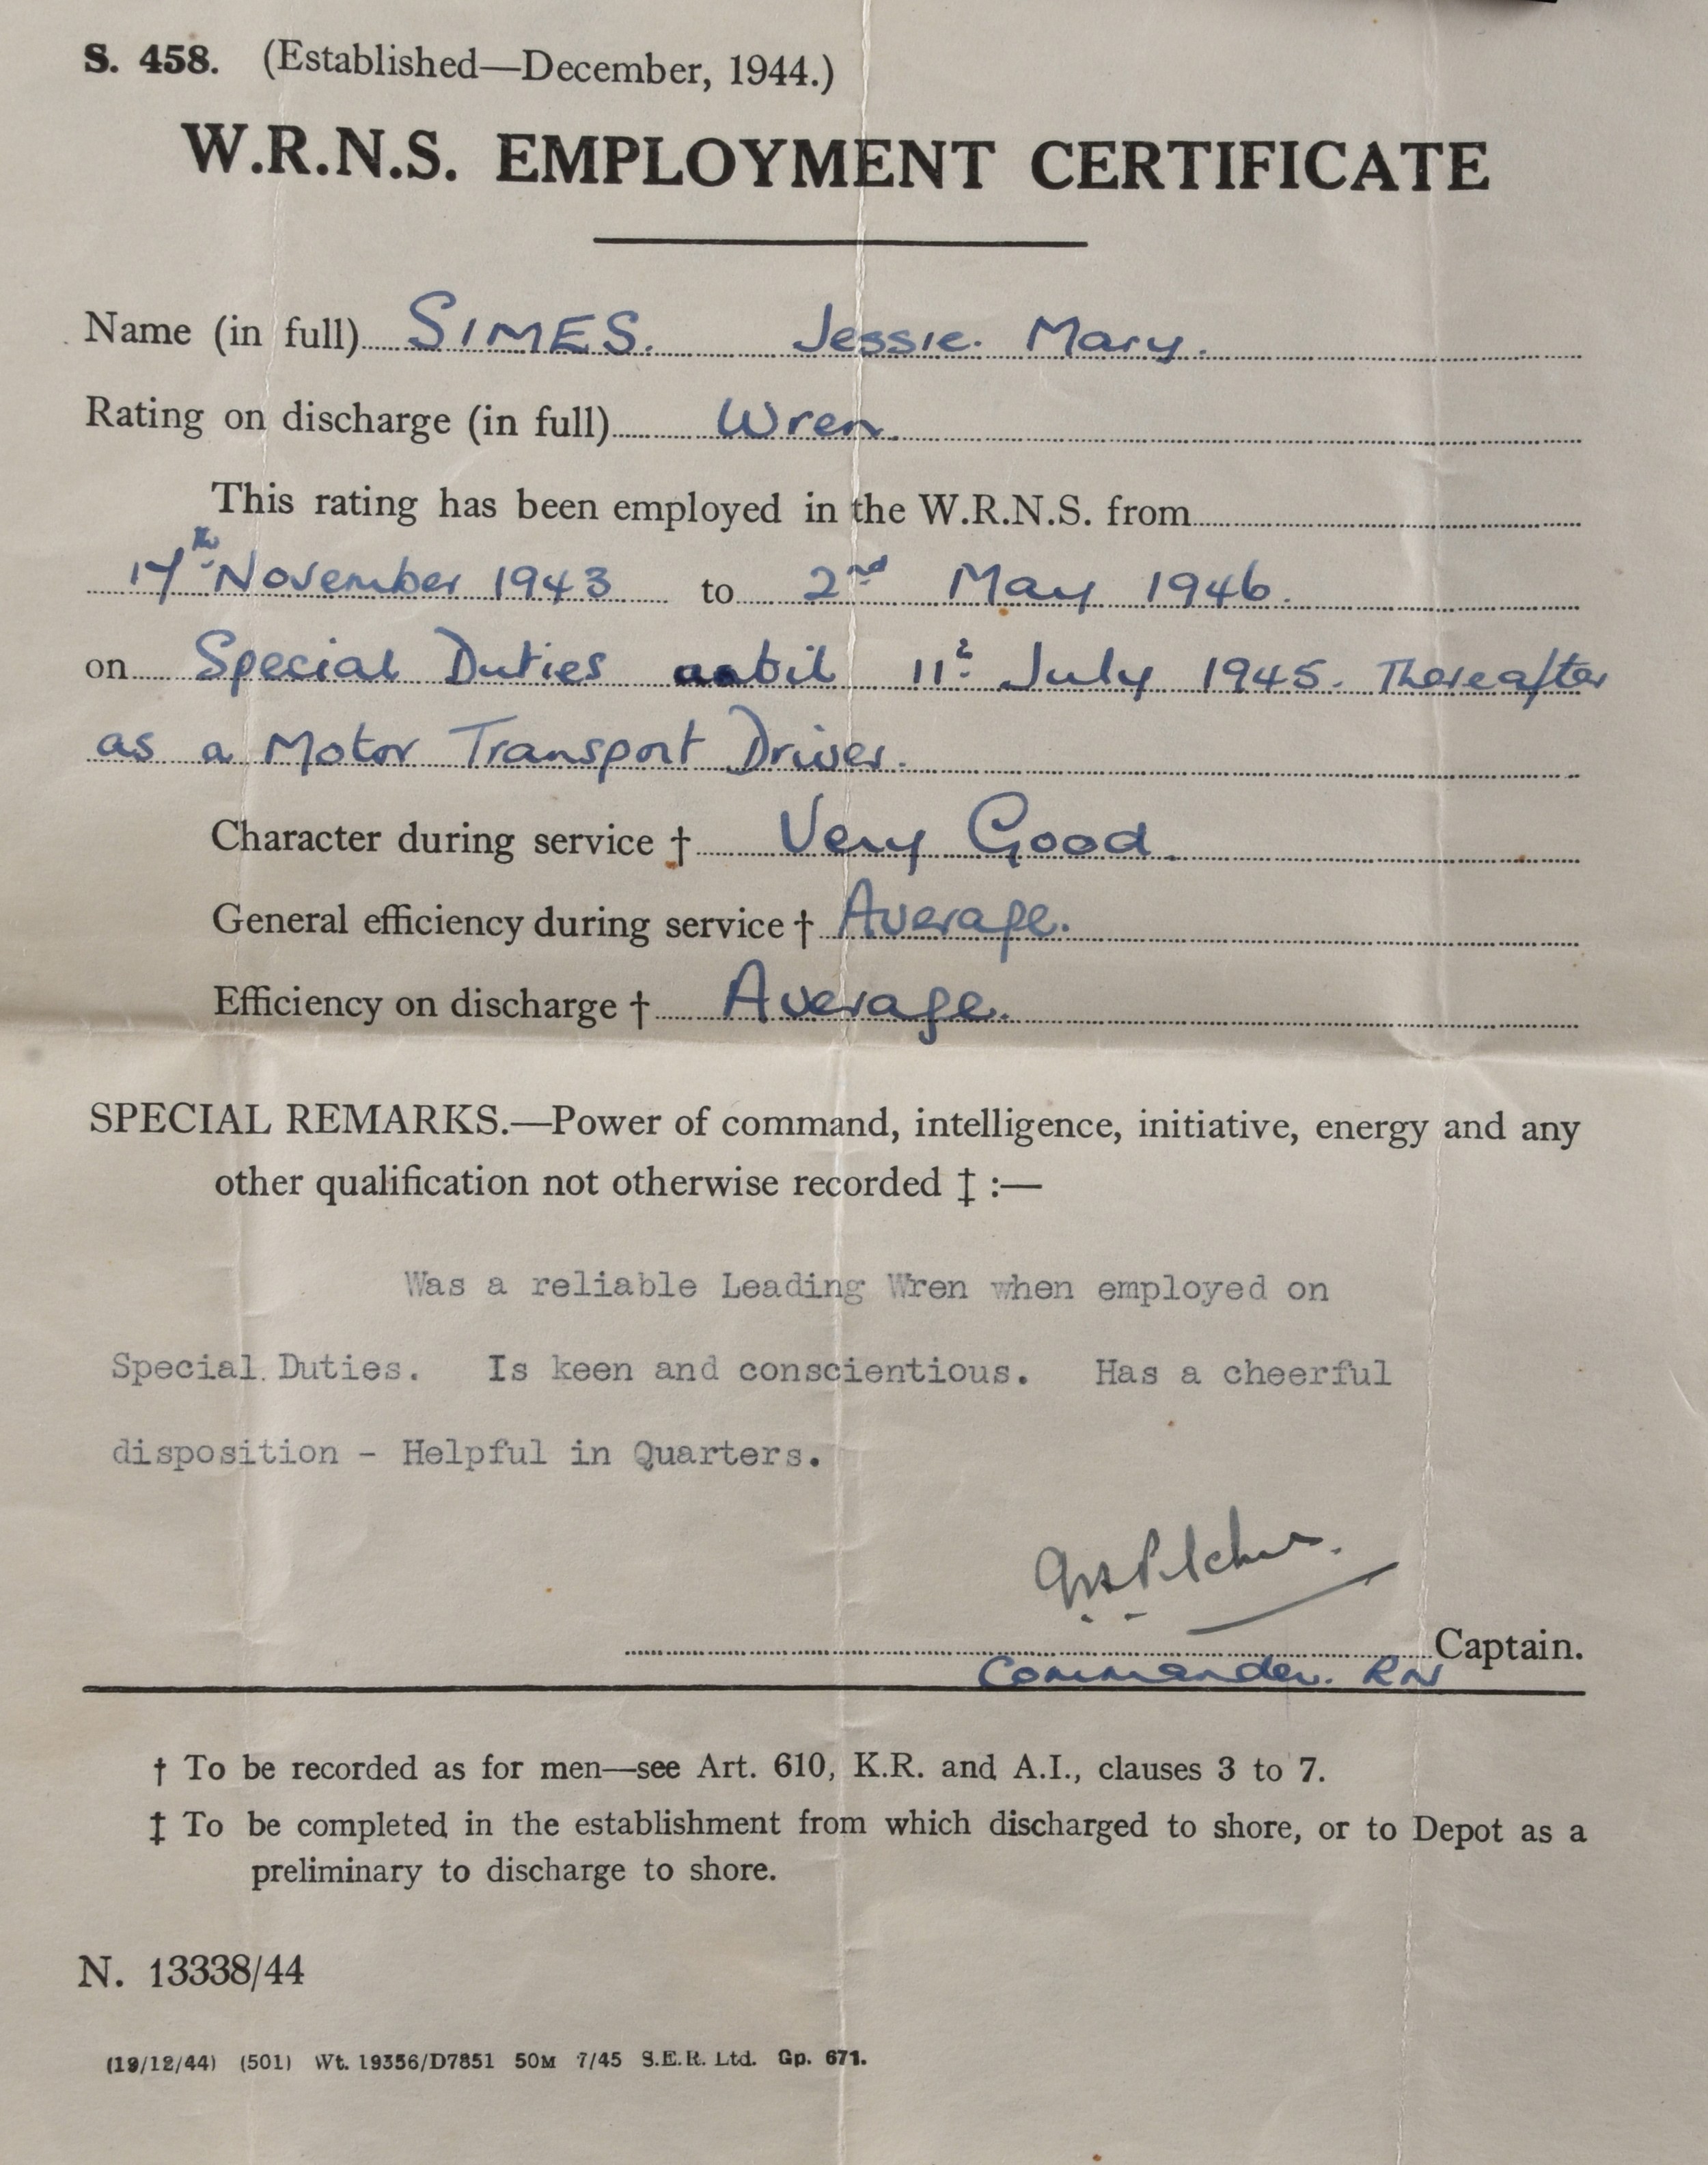 S. 458. (Established—December, 1944.)
W.R.N.S. EMPLOYMENT CERTIFICATE
Name (in full) SIMES. Jessie. Mary.
Rating on discharge (in full) Wren.
This rating has been employed in the W.R.N.S. from
17th November 1943 to 2nd May 1946.
on Special Duties until 11th July 1945. Thereafter
as a Motor Transport Driver.
Character during service † Very Good.
General efficiency during service † Average.
Efficiency on discharge † Average.
SPECIAL REMARKS.—Power of command, intelligence, initiative, energy and any
other qualification not otherwise recorded ‡ :—
Was a reliable Leading Wren when employed on
Special Duties. Is keen and conscientious. Has a cheerful
disposition - Helpful in Quarters.
Pilcher.
Captain.
Commander. RN
† To be recorded as for men—see Art. 610, K.R. and A.I., clauses 3 to 7.
‡ To be completed in the establishment from which discharged to shore, or to Depot as a
preliminary to discharge to shore.
N. 13338/44
(19/12/44) (501) Wt. 19356/D7851 50M 7/45 S.E.R. Ltd. Gp. 671.